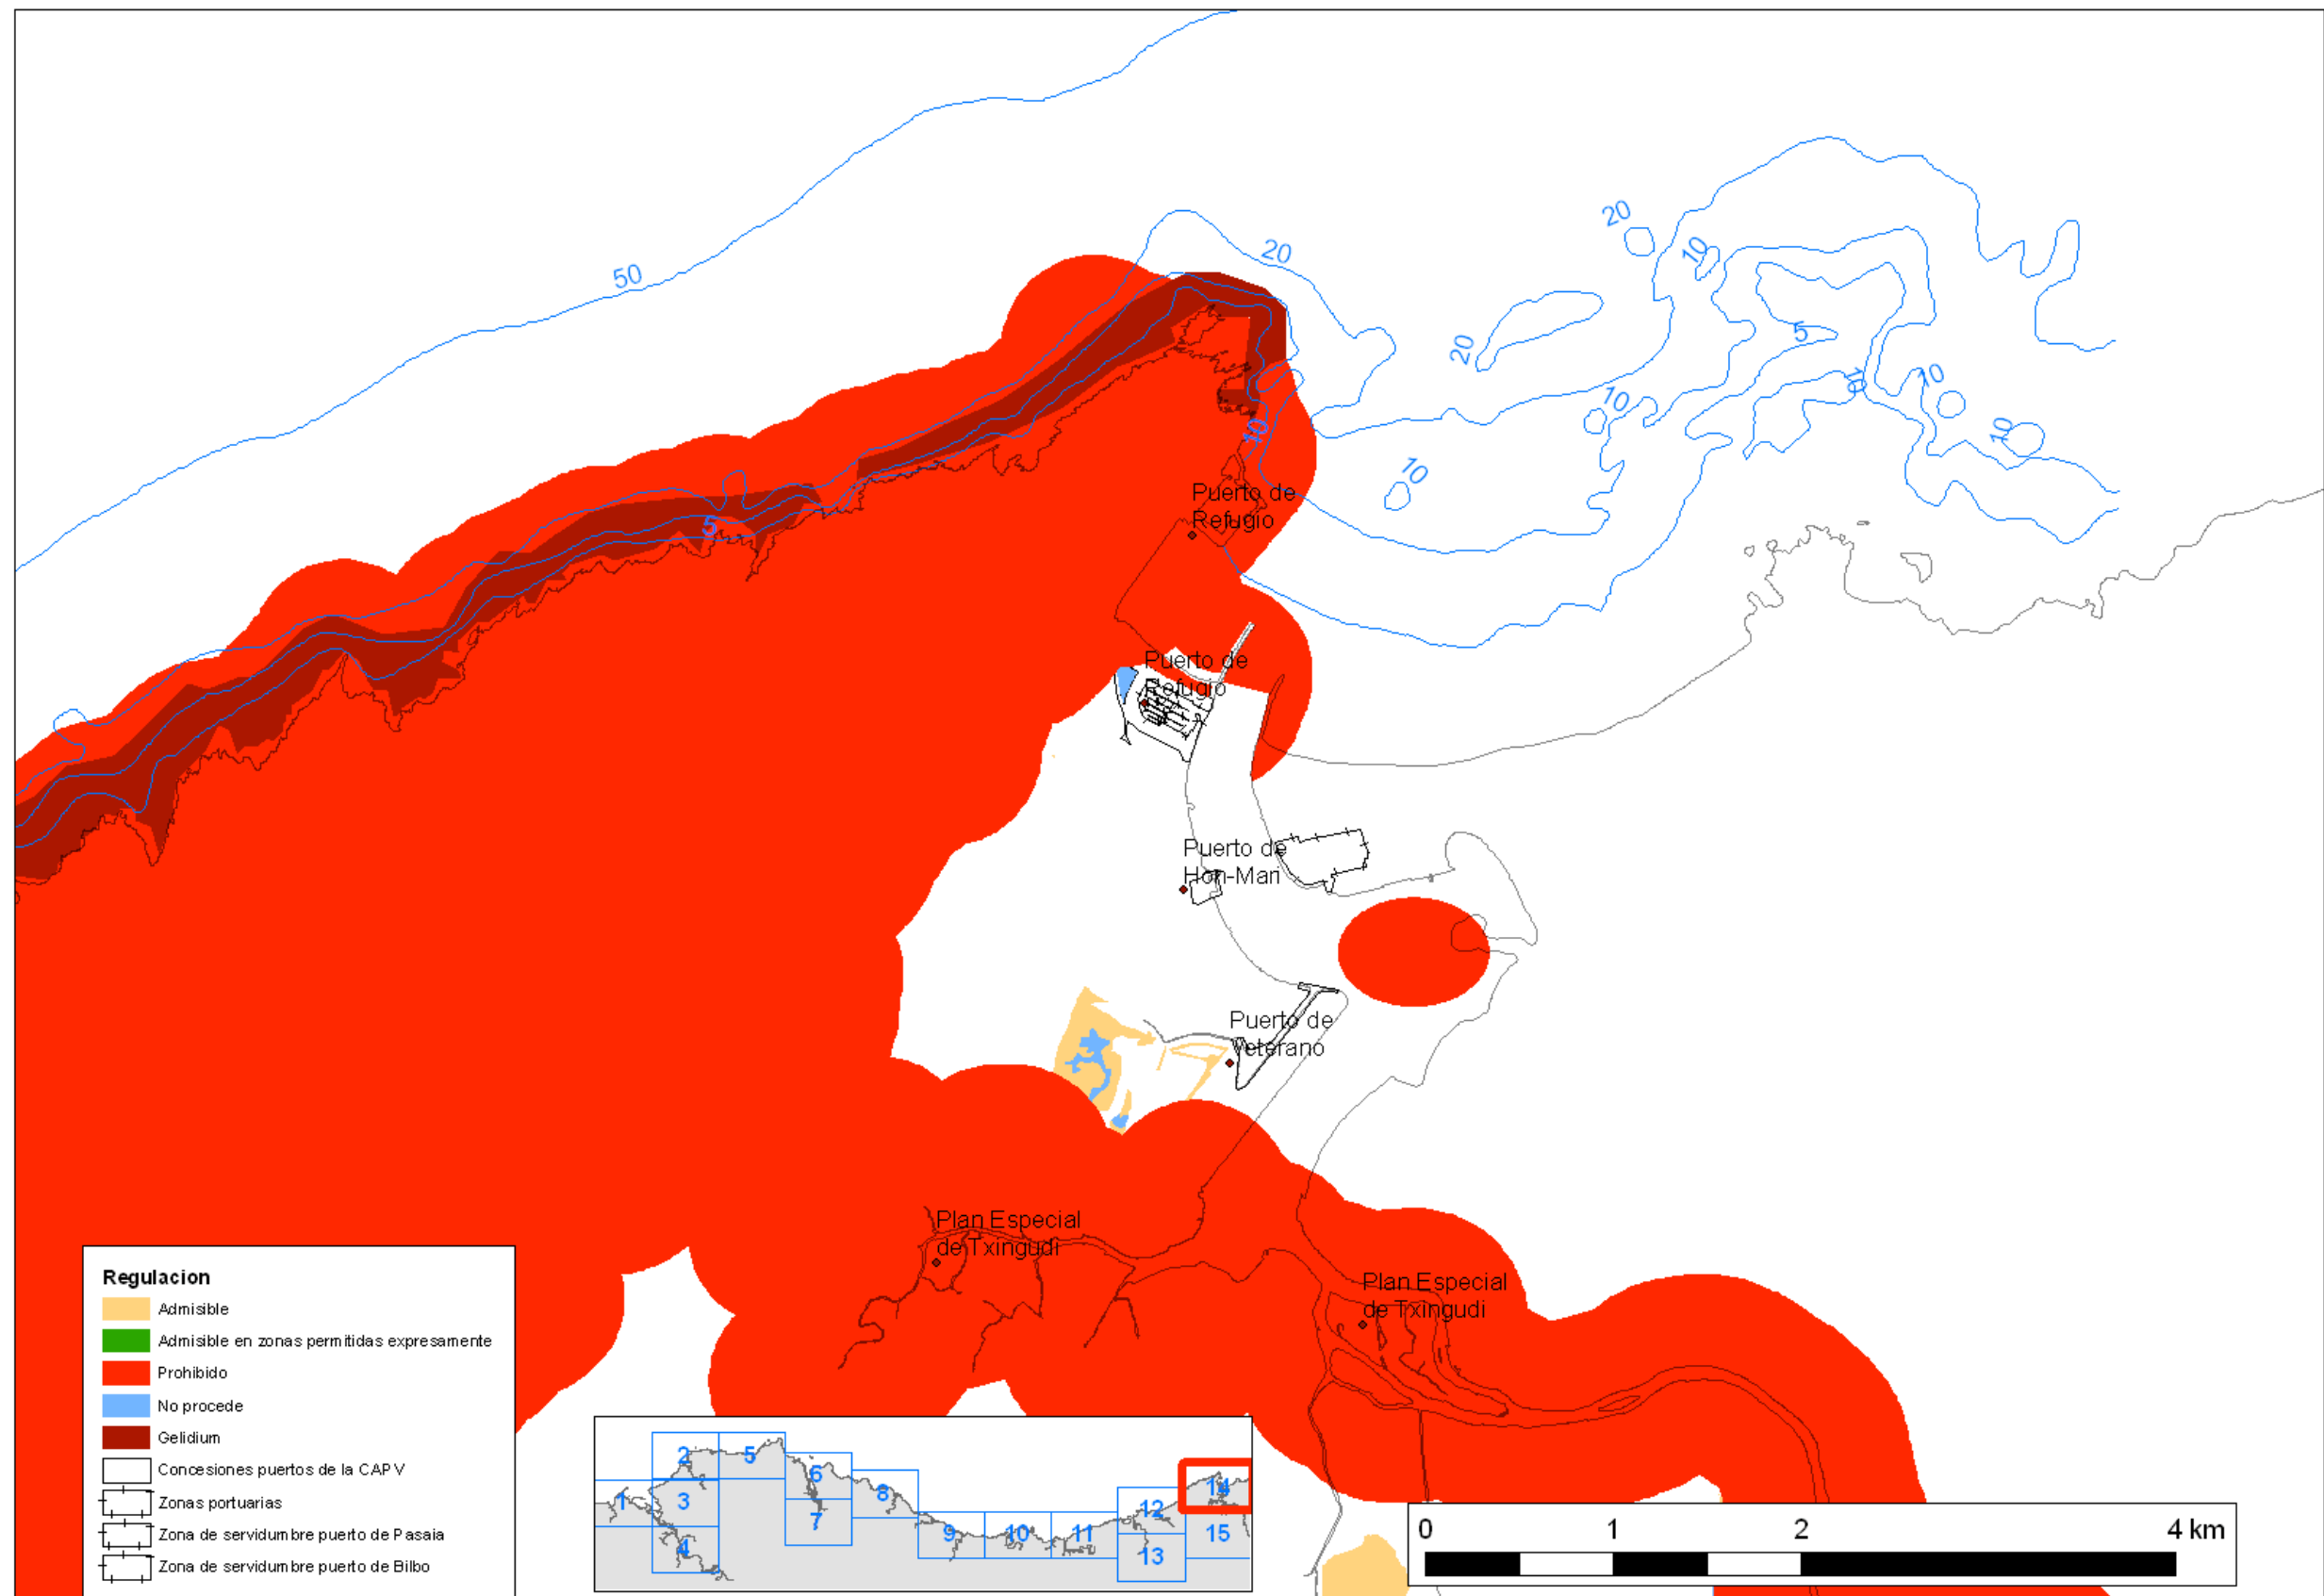 50
20
20
10
20
5
10
10
10
10
10
10
5
Puerto de
Refugio
Puerto de
Refugio
Puerto de
Hon-Mari
Puerto de
Veterano
Plan Especial
de Txingudi
Plan Especial
de Txingudi
Regulacion
Admisible
Admisible en zonas permitidas expresamente
Prohibido
No procede
Gelidium
Concesiones puertos de la CAPV
Zonas portuarias
Zona de servidumbre puerto de Pasaia
Zona de servidumbre puerto de Bilbo
1
2
3
4
5
6
7
8
9
10
11
12
13
14
15
0 1 2 4 km